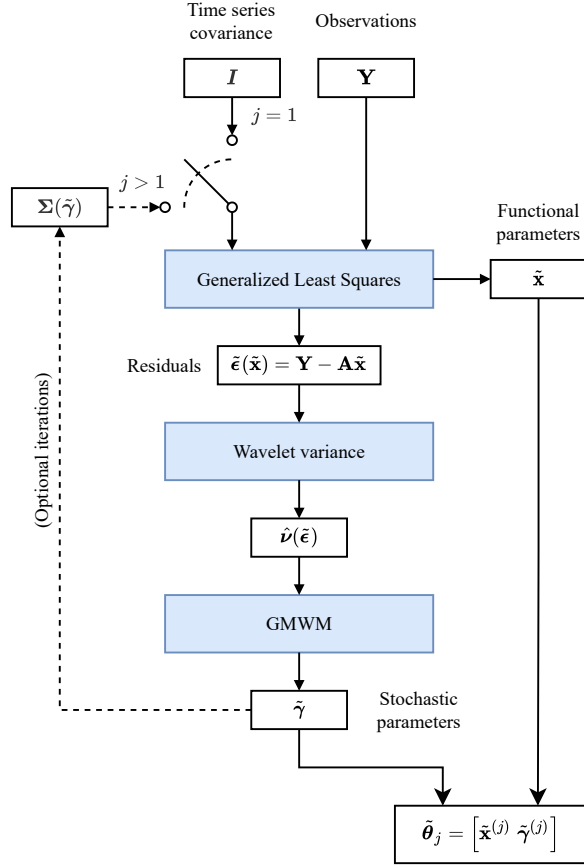 Time series
covariance
Observations
𝑰
𝐘
j = 1
j > 1
𝚺(𝜸̃)
Functional
parameters
Generalized Least Squares
𝐱̃
Residuals
𝝐̃(𝐱̃) = 𝐘 − 𝐀𝐱̃
(Optional iterations)
Wavelet variance
𝝂̂(𝝐̃)
GMWM
𝜸̃
Stochastic
parameters
𝜽̃ⱼ = [𝐱̃⁽ʲ⁾ 𝜸̃⁽ʲ⁾]